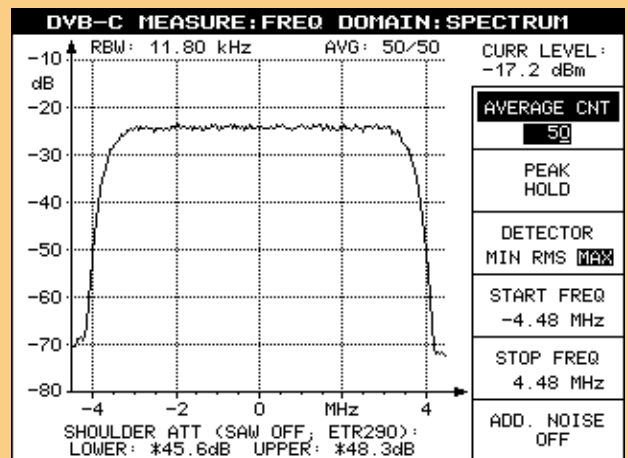 DVB-C MEASURE:FREQ DOMAIN:SPECTRUM
RBW: 11.80 kHz AVG: 50/50
CURR LEVEL:
-17.2 dBm
-10
dB
-20
-30
-40
-50
-60
-70
-80
-4 -2 0 MHz 4
SHOULDER ATT (SAW OFF, ETR290):
LOWER: *45.6dB UPPER: *48.3dB
AVERAGE CNT
50
PEAK
HOLD
DETECTOR
MIN RMS MAX
START FREQ
-4.48 MHz
STOP FREQ
4.48 MHz
ADD. NOISE
OFF